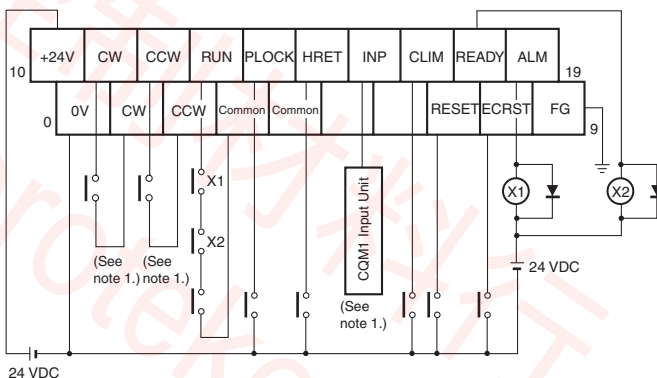 10 +24V CW CCW RUN PLOCK HRET INP CLIM READY ALM 19
0 0V CW CCW Common Common RESET ECRST FG 9
X1
X2
(See
note 1.)
(See
note 1.)
CQM1 Input Unit
(See
note 1.)
X1
X2
24 VDC
24 VDC